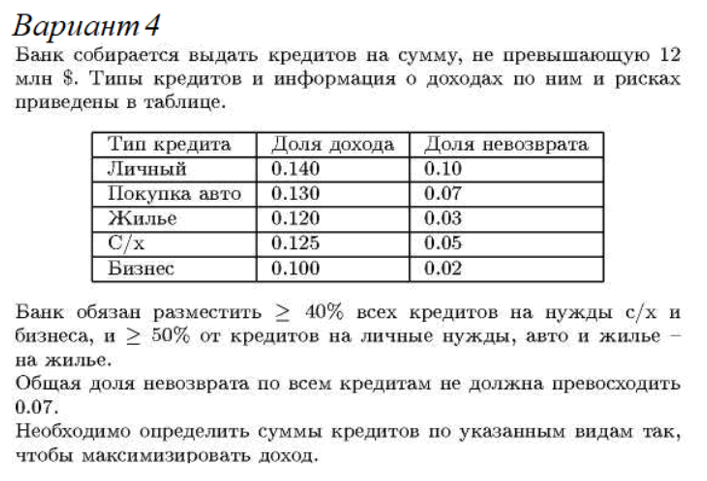 Вариант 4
Банк собирается выдать кредитов на сумму, не превышающую 12
млн $. Типы кредитов и информация о доходах по ним и рисках
приведены в таблице.
Тип кредита Доля дохода Доля невозврата
Личный 0.140 0.10
Покупка авто 0.130 0.07
Жилье 0.120 0.03
С/х 0.125 0.05
Бизнес 0.100 0.02
Банк обязан разместить ≥ 40% всех кредитов на нужды с/х и
бизнеса, и ≥ 50% от кредитов на личные нужды, авто и жилье –
на жилье.
Общая доля невозврата по всем кредитам не должна превосходить
0.07.
Необходимо определить суммы кредитов по указанным видам так,
чтобы максимизировать доход.